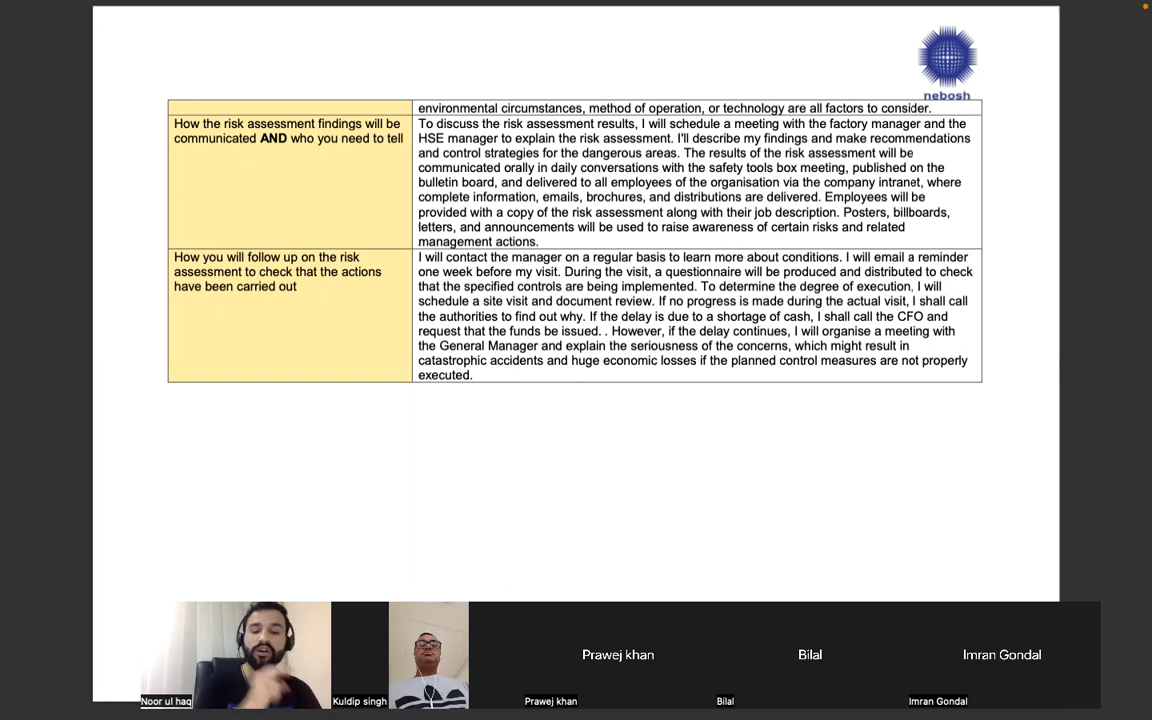 nebosh
environmental circumstances, method of operation, or technology are all factors to consider.
How the risk assessment findings will be
communicated AND who you need to tell
To discuss the risk assessment results, I will schedule a meeting with the factory manager and the
HSE manager to explain the risk assessment. I'll describe my findings and make recommendations
and control strategies for the dangerous areas. The results of the risk assessment will be
communicated orally in daily conversations with the safety tools box meeting, published on the
bulletin board, and delivered to all employees of the organisation via the company intranet, where
complete information, emails, brochures, and distributions are delivered. Employees will be
provided with a copy of the risk assessment along with their job description. Posters, billboards,
letters, and announcements will be used to raise awareness of certain risks and related
management actions.
How you will follow up on the risk
assessment to check that the actions
have been carried out
I will contact the manager on a regular basis to learn more about conditions. I will email a reminder
one week before my visit. During the visit, a questionnaire will be produced and distributed to check
that the specified controls are being implemented. To determine the degree of execution, I will
schedule a site visit and document review. If no progress is made during the actual visit, I shall call
the authorities to find out why. If the delay is due to a shortage of cash, I shall call the CFO and
request that the funds be issued. . However, if the delay continues, I will organise a meeting with
the General Manager and explain the seriousness of the concerns, which might result in
catastrophic accidents and huge economic losses if the planned control measures are not properly
executed.
Prawej khan
Bilal
Imran Gondal
Noor ul haq
Kuldip singh
Prawej khan
Bilal
Imran Gondal